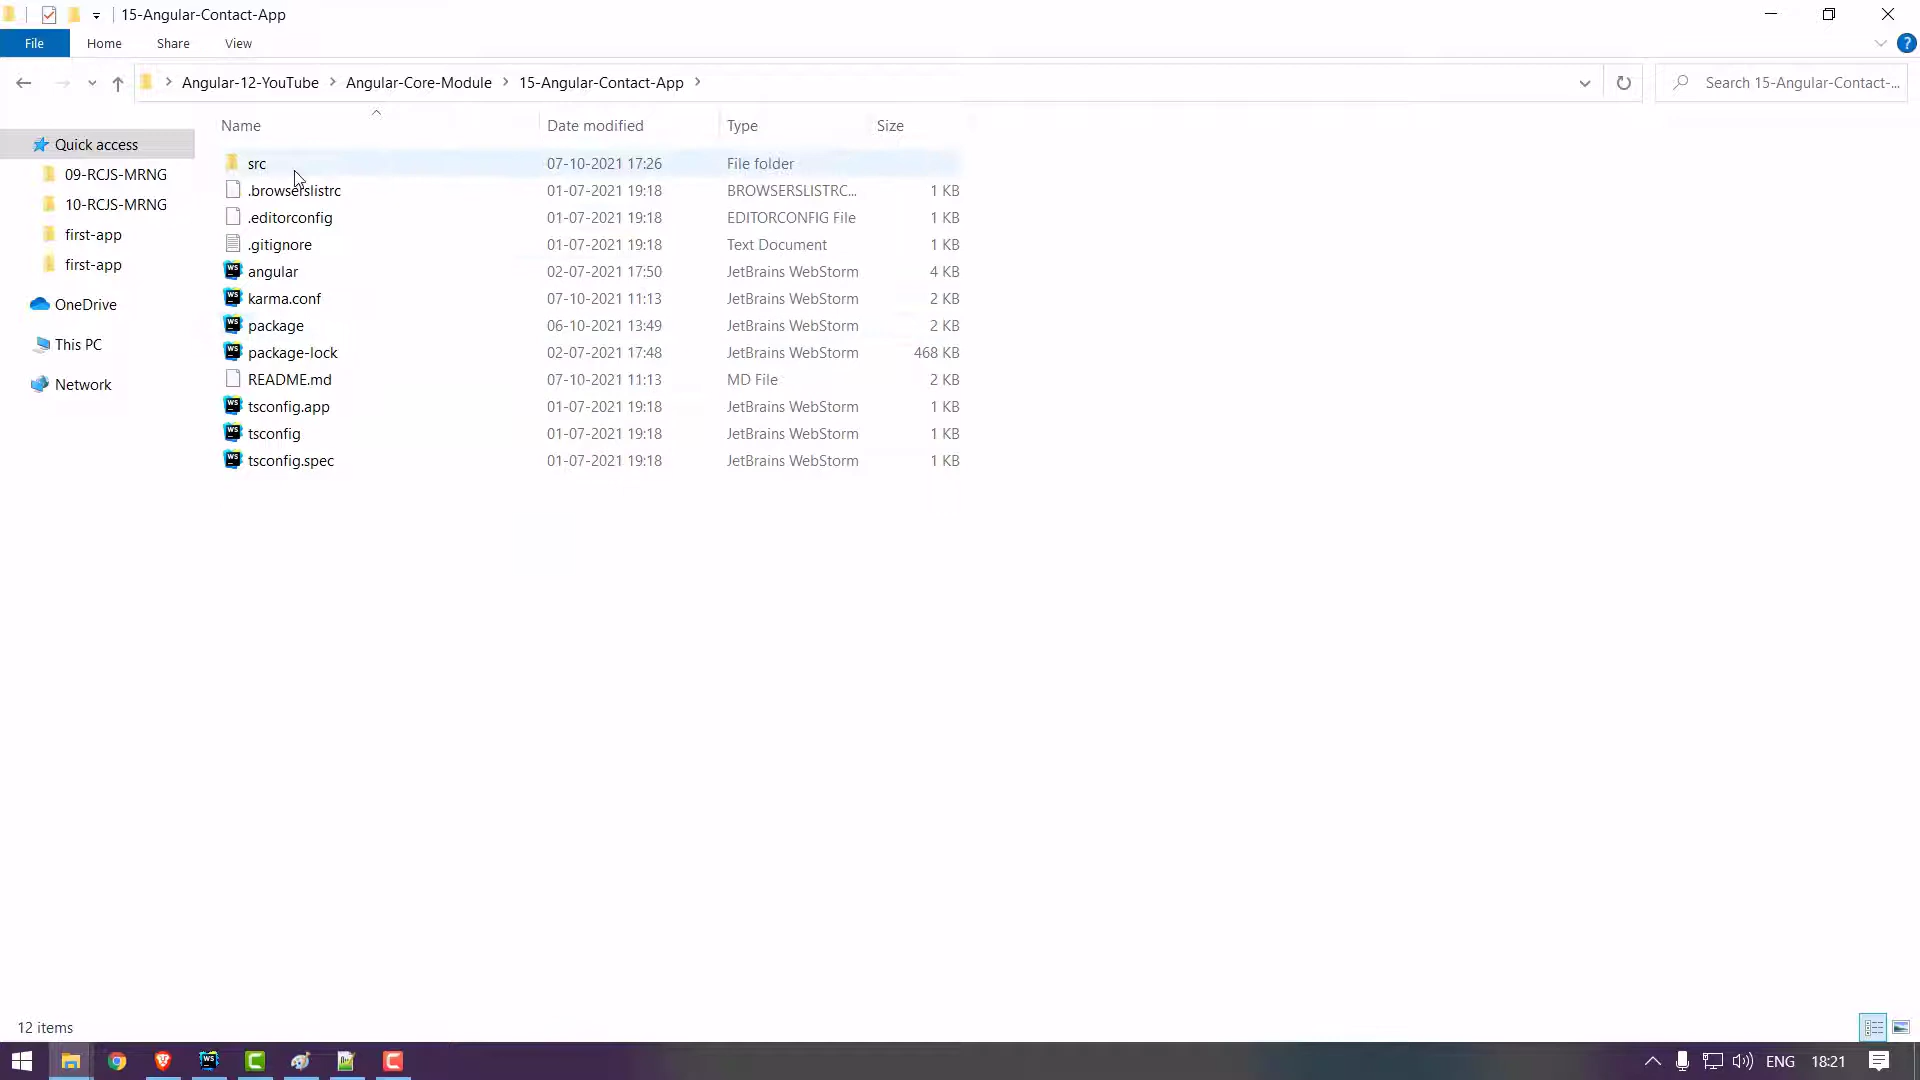 15-Angular-Contact-App
File Home Share View
Angular-12-YouTube Angular-Core-Module 15-Angular-Contact-App Search 15-Angular-Contact-...
Name Date modified Type Size
Quick access
09-RCJS-MRNG
10-RCJS-MRNG
first-app
first-app
OneDrive
This PC
Network
src 07-10-2021 17:26 File folder
.browserslistrc 01-07-2021 19:18 BROWSERSLISTRC... 1 KB
.editorconfig 01-07-2021 19:18 EDITORCONFIG File 1 KB
.gitignore 01-07-2021 19:18 Text Document 1 KB
angular 02-07-2021 17:50 JetBrains WebStorm 4 KB
karma.conf 07-10-2021 11:13 JetBrains WebStorm 2 KB
package 06-10-2021 13:49 JetBrains WebStorm 2 KB
package-lock 02-07-2021 17:48 JetBrains WebStorm 468 KB
README.md 07-10-2021 11:13 MD File 2 KB
tsconfig.app 01-07-2021 19:18 JetBrains WebStorm 1 KB
tsconfig 01-07-2021 19:18 JetBrains WebStorm 1 KB
tsconfig.spec 01-07-2021 19:18 JetBrains WebStorm 1 KB
12 items
ENG 18:21